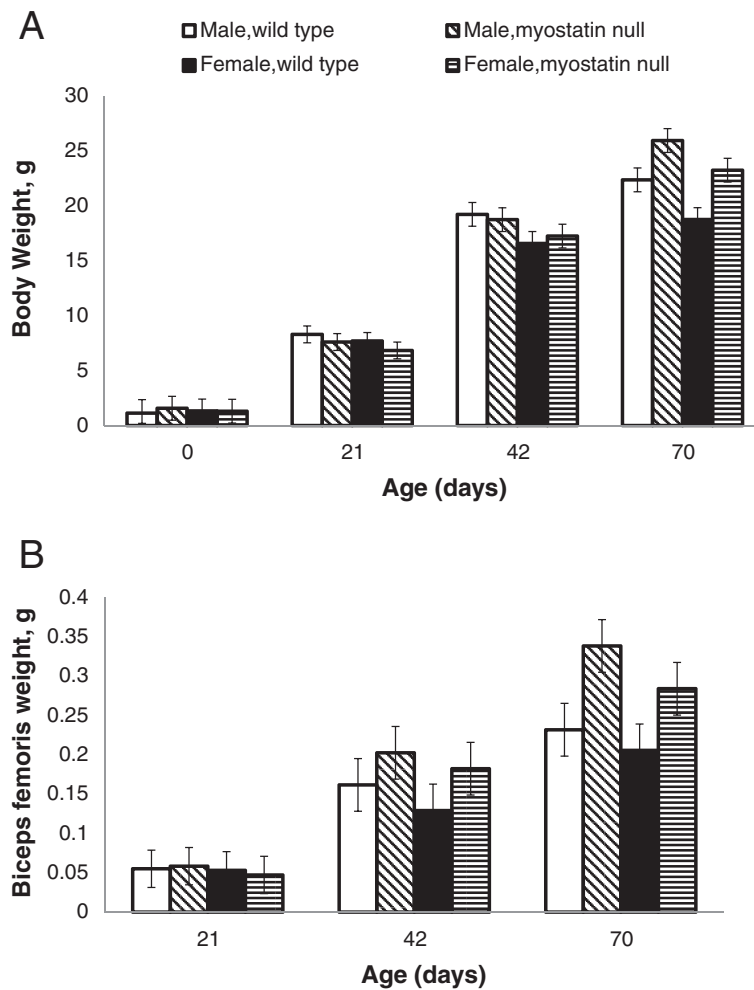 A
Male,wild type
Male,myostatin null
Female,wild type
Female,myostatin null
30
25
20
15
10
5
0
Body Weight, g
0 21 42 70
Age (days)
B
0.4
0.35
0.3
0.25
0.2
0.15
0.1
0.05
0
Biceps femoris weight, g
21 42 70
Age (days)